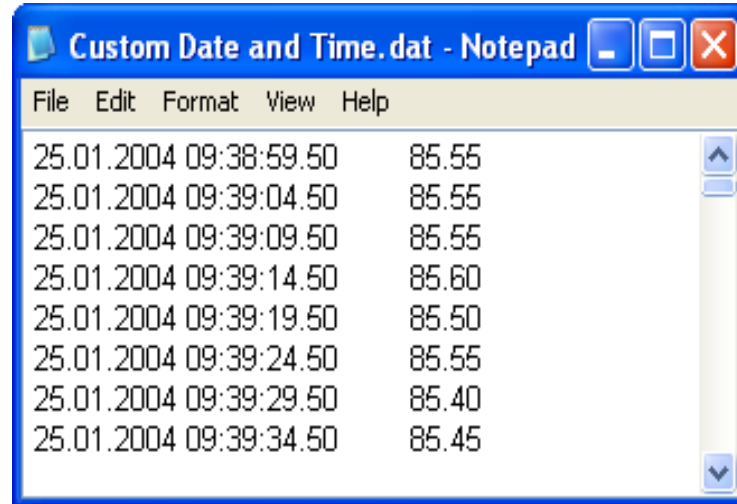 Custom Date and Time.dat - Notepad
File Edit Format View Help
25.01.2004 09:38:59.50 85.55
25.01.2004 09:39:04.50 85.55
25.01.2004 09:39:09.50 85.55
25.01.2004 09:39:14.50 85.60
25.01.2004 09:39:19.50 85.50
25.01.2004 09:39:24.50 85.55
25.01.2004 09:39:29.50 85.40
25.01.2004 09:39:34.50 85.45